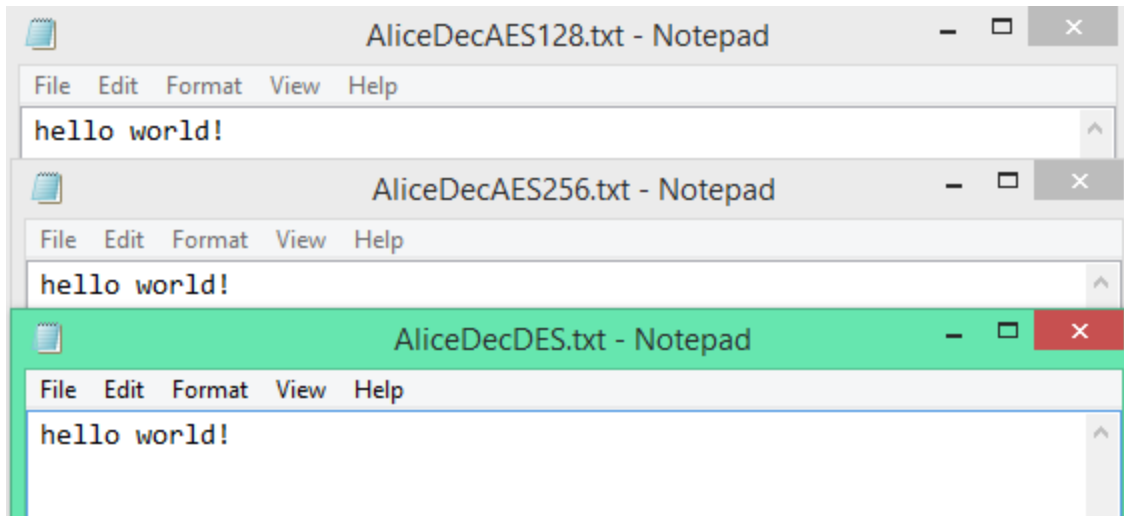 AliceDecAES128.txt - Notepad
File Edit Format View Help
hello world!
AliceDecAES256.txt - Notepad
File Edit Format View Help
hello world!
AliceDecDES.txt - Notepad
File Edit Format View Help
hello world!